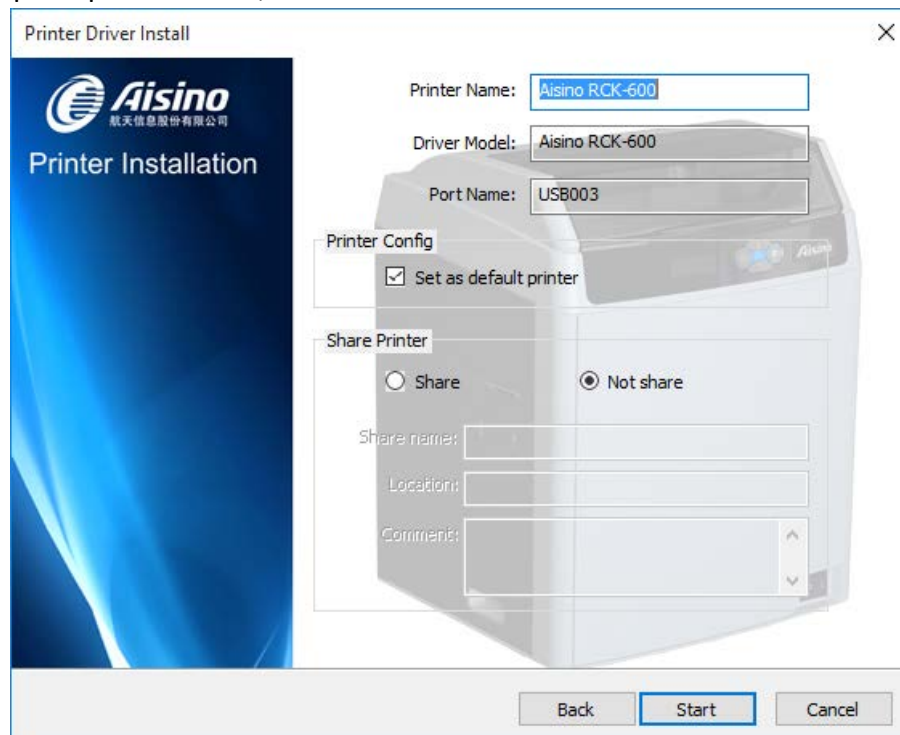 Printer Driver Install
Aisino
航天信息股份有限公司
Printer Installation
Printer Name: Aisino RCK-600
Driver Model: Aisino RCK-600
Port Name: USB003
Printer Config
Set as default printer
Share Printer
Share Not share
Share name:
Location:
Comment:
Aisino
Back Start Cancel